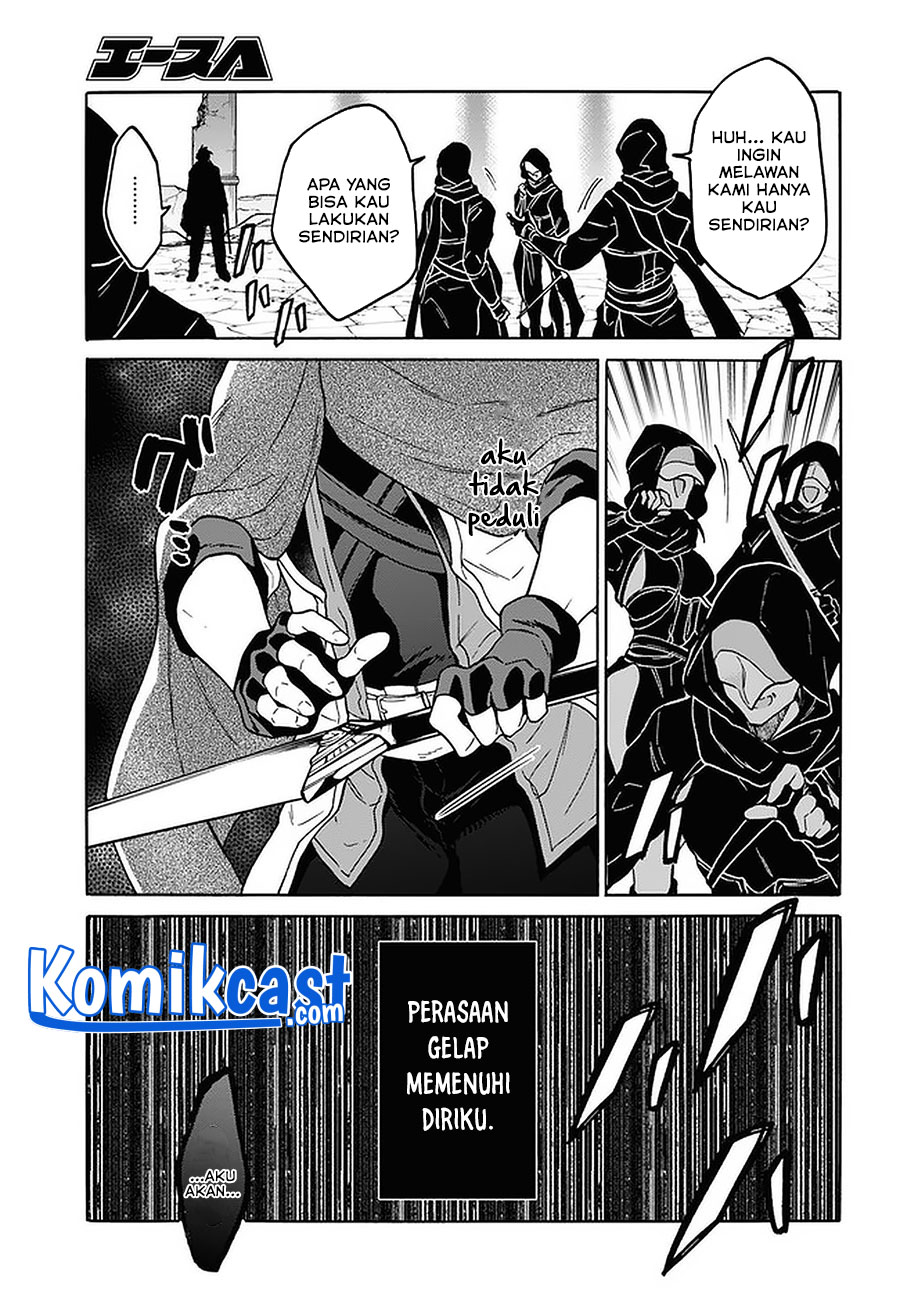 エースA
HUH... KAU
INGIN
MELAWAN
KAMI HANYA
KAU
SENDIRIAN?
APA YANG
BISA KAU
LAKUKAN
SENDIRIAN?
.........
aku
tidak
peduli
PERASAAN
GELAP
MEMENUHI
DIRIKU.
Komikcast
.com
...AKU
AKAN...